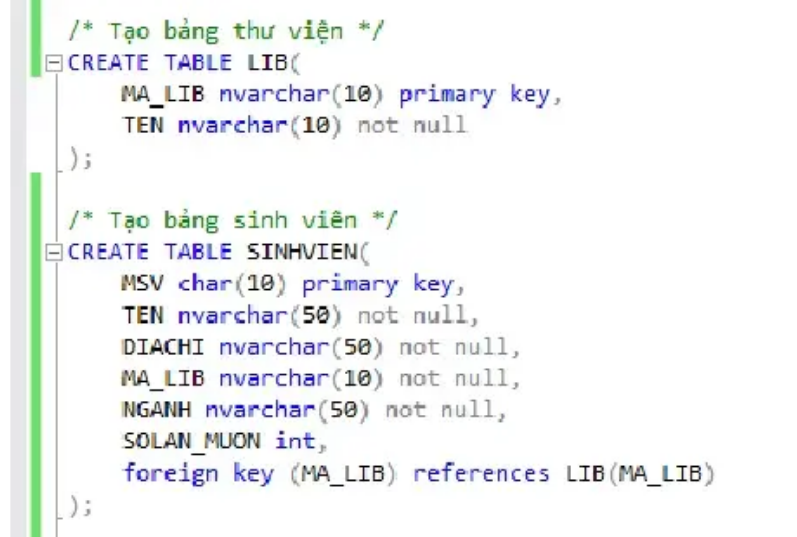 /* Tạo bảng thư viện */
CREATE TABLE LIB(
MA_LIB nvarchar(10) primary key,
TEN nvarchar(10) not null
);
/* Tạo bảng sinh viên */
CREATE TABLE SINHVIEN(
MSV char(10) primary key,
TEN nvarchar(50) not null,
DIACHI nvarchar(50) not null,
MA_LIB nvarchar(10) not null,
NGANH nvarchar(50) not null,
SOLAN_MUON int,
foreign key (MA_LIB) references LIB(MA_LIB)
);